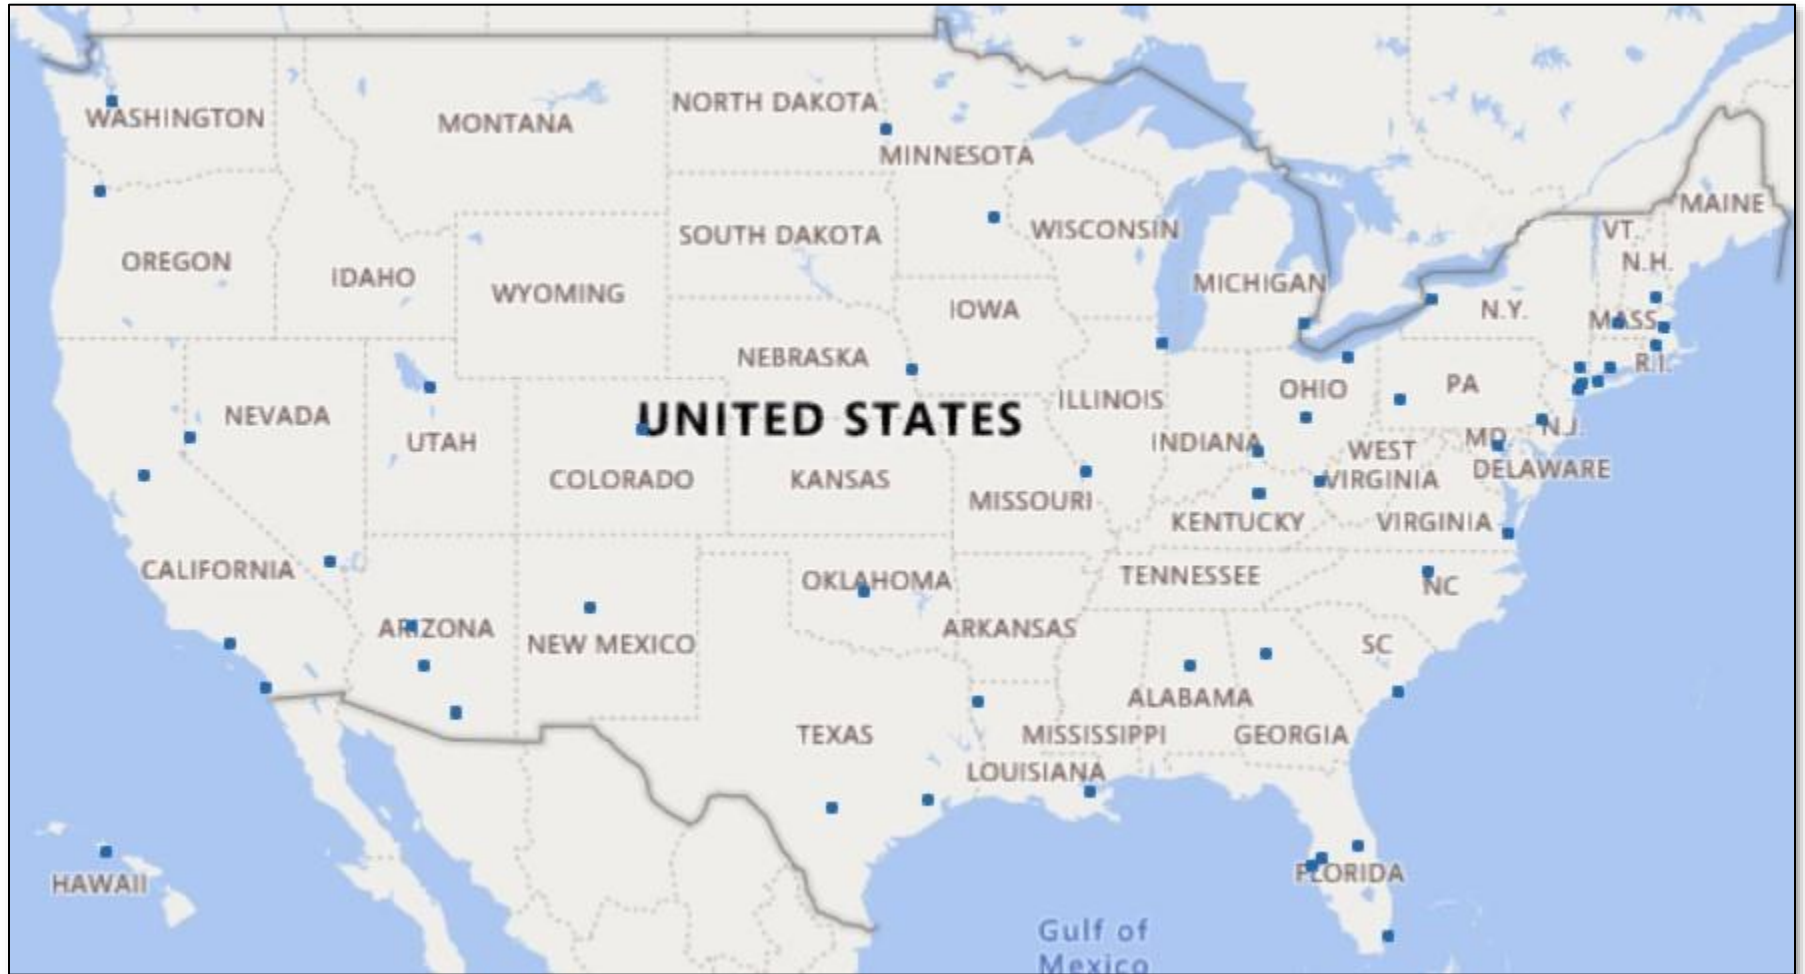 NORTH DAKOTA
WASHINGTON
MONTANA
MINNESOTA
MAINE
VT.
SOUTH DAKOTA
WISCONSIN
OREGON
N.H.
IDAHO
MICHIGAN
WYOMING
IOWA
N.Y.
MASS.
NEBRASKA
R.I.
PA
OHIO
ILLINOIS
NEVADA
UNITED STATES
N.J.
UTAH
INDIANA
MD
WEST
VIRGINIA
DELAWARE
COLORADO
KANSAS
MISSOURI
KENTUCKY
VIRGINIA
CALIFORNIA
OKLAHOMA
TENNESSEE
NC
ARIZONA
NEW MEXICO
ARKANSAS
SC
ALABAMA
TEXAS
MISSISSIPPI
GEORGIA
LOUISIANA
HAWAII
FLORIDA
Gulf of
Mexico